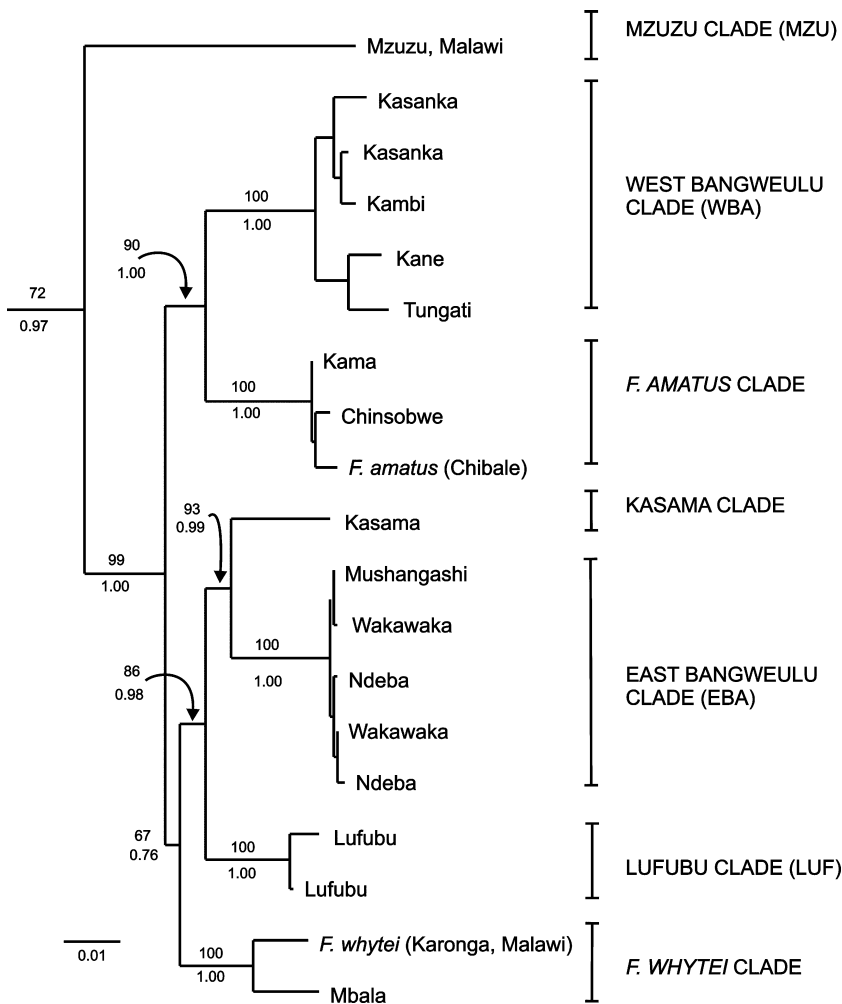 Mzuzu, Malawi
MZUZU CLADE (MZU)
Kasanka
Kasanka
100
1.00
Kambi
WEST BANGWEULU
CLADE (WBA)
90
1.00
Kane
72
0.97
Tungati
Kama
100
1.00
Chinsobwe
F. amatus (Chibale)
F. AMATUS CLADE
93
0.99
Kasama
KASAMA CLADE
99
1.00
Mushangashi
Wakawaka
100
1.00
Ndeba
Wakawaka
Ndeba
EAST BANGWEULU
CLADE (EBA)
86
0.98
67
0.76
Lufubu
100
1.00
Lufubu
LUFUBU CLADE (LUF)
F. whytei (Karonga, Malawi)
100
1.00
Mbala
F. WHYTEI CLADE
0.01